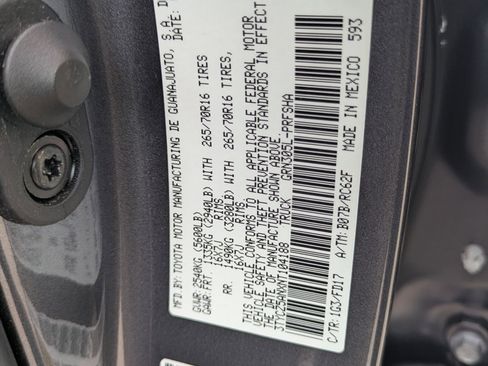 MFD. BY: TOYOTA MOTOR MANUFACTURING DE GUANAJUATO, S.A. D
DATE:
GVWR: 2540KG (5600LB)
GAWR: FRT. 1335KG (2940LB) WITH 265/70R16 TIRES
16X7J RIMS,
RR. 1490KG (3280LB) WITH 265/70R16 TIRES,
16X7J RIMS,
THIS VEHICLE CONFORMS TO ALL APPLICABLE FEDERAL MOTOR
VEHICLE SAFETY AND THEFT PREVENTION STANDARDS IN EFFECT
ON THE DATE OF MANUFACTURE SHOWN ABOVE.
TRUCK GRN305L-PRFSHA
C/TR: 1G3/FD17 A/TM: B07B/RC62F MADE IN MEXICO 593